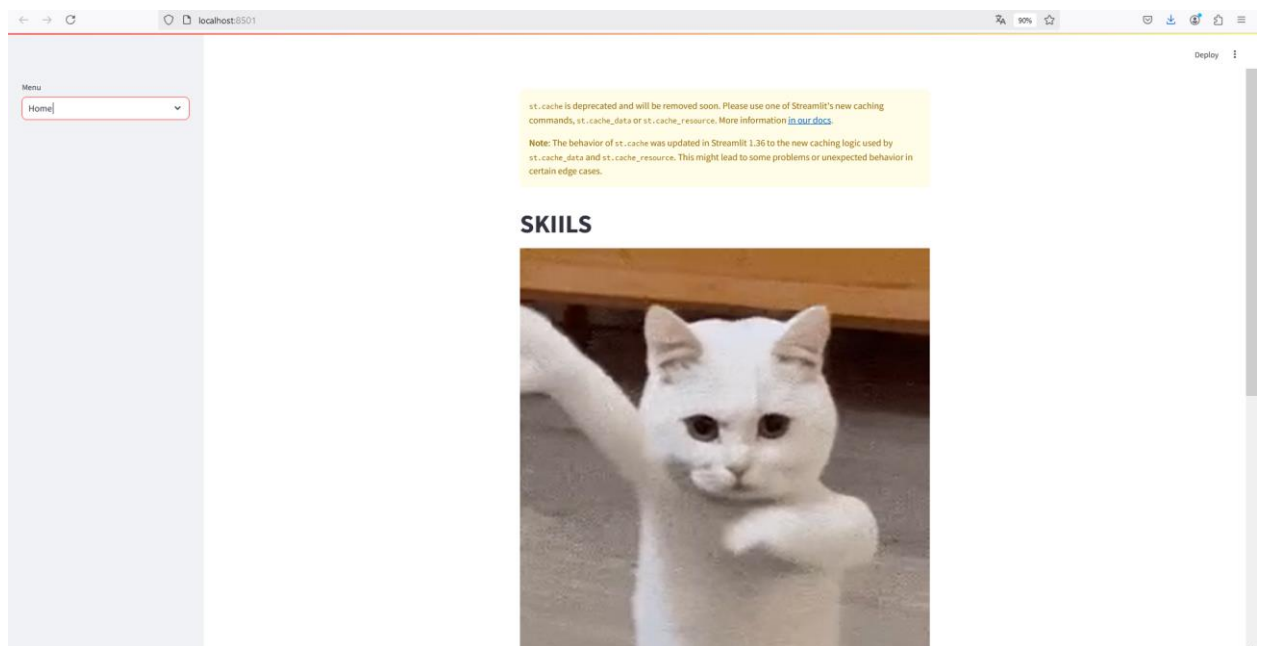 localhost:8501
90%
Deploy
Menu
Home
st.cache is deprecated and will be removed soon. Please use one of Streamlit's new caching
commands, st.cache_data or st.cache_resource. More information in our docs.
Note: The behavior of st.cache was updated in Streamlit 1.36 to the new caching logic used by
st.cache_data and st.cache_resource. This might lead to some problems or unexpected behavior in
certain edge cases.
SKIILS